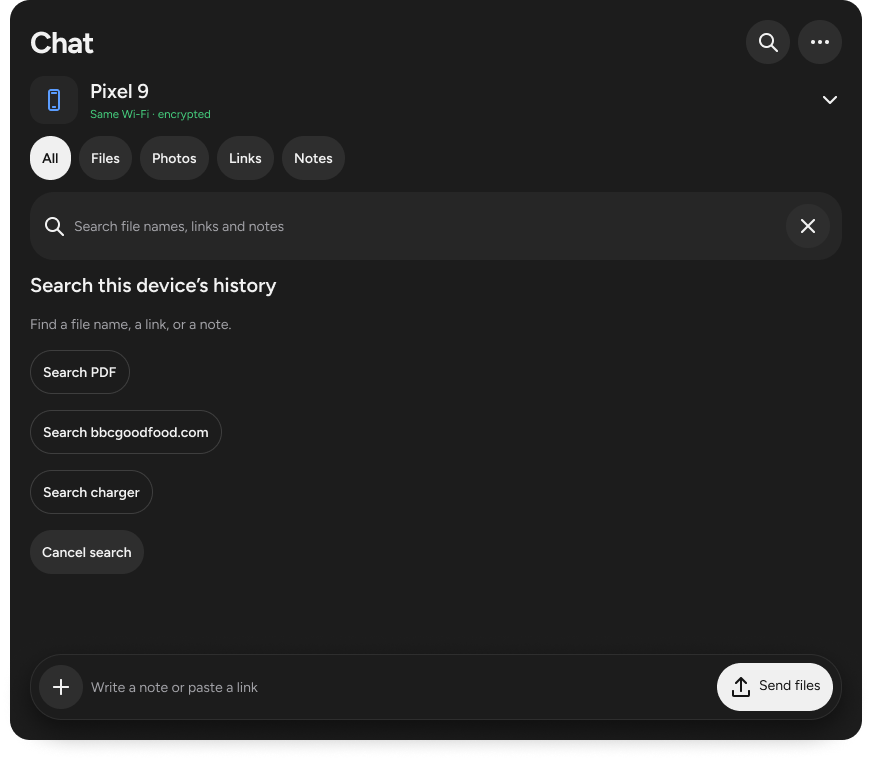 Chat
Pixel 9
Same Wi-Fi · encrypted
All
Files
Photos
Links
Notes
Search file names, links and notes
Search this device’s history
Find a file name, a link, or a note.
Search PDF
Search bbcgoodfood.com
Search charger
Cancel search
Write a note or paste a link
Send files